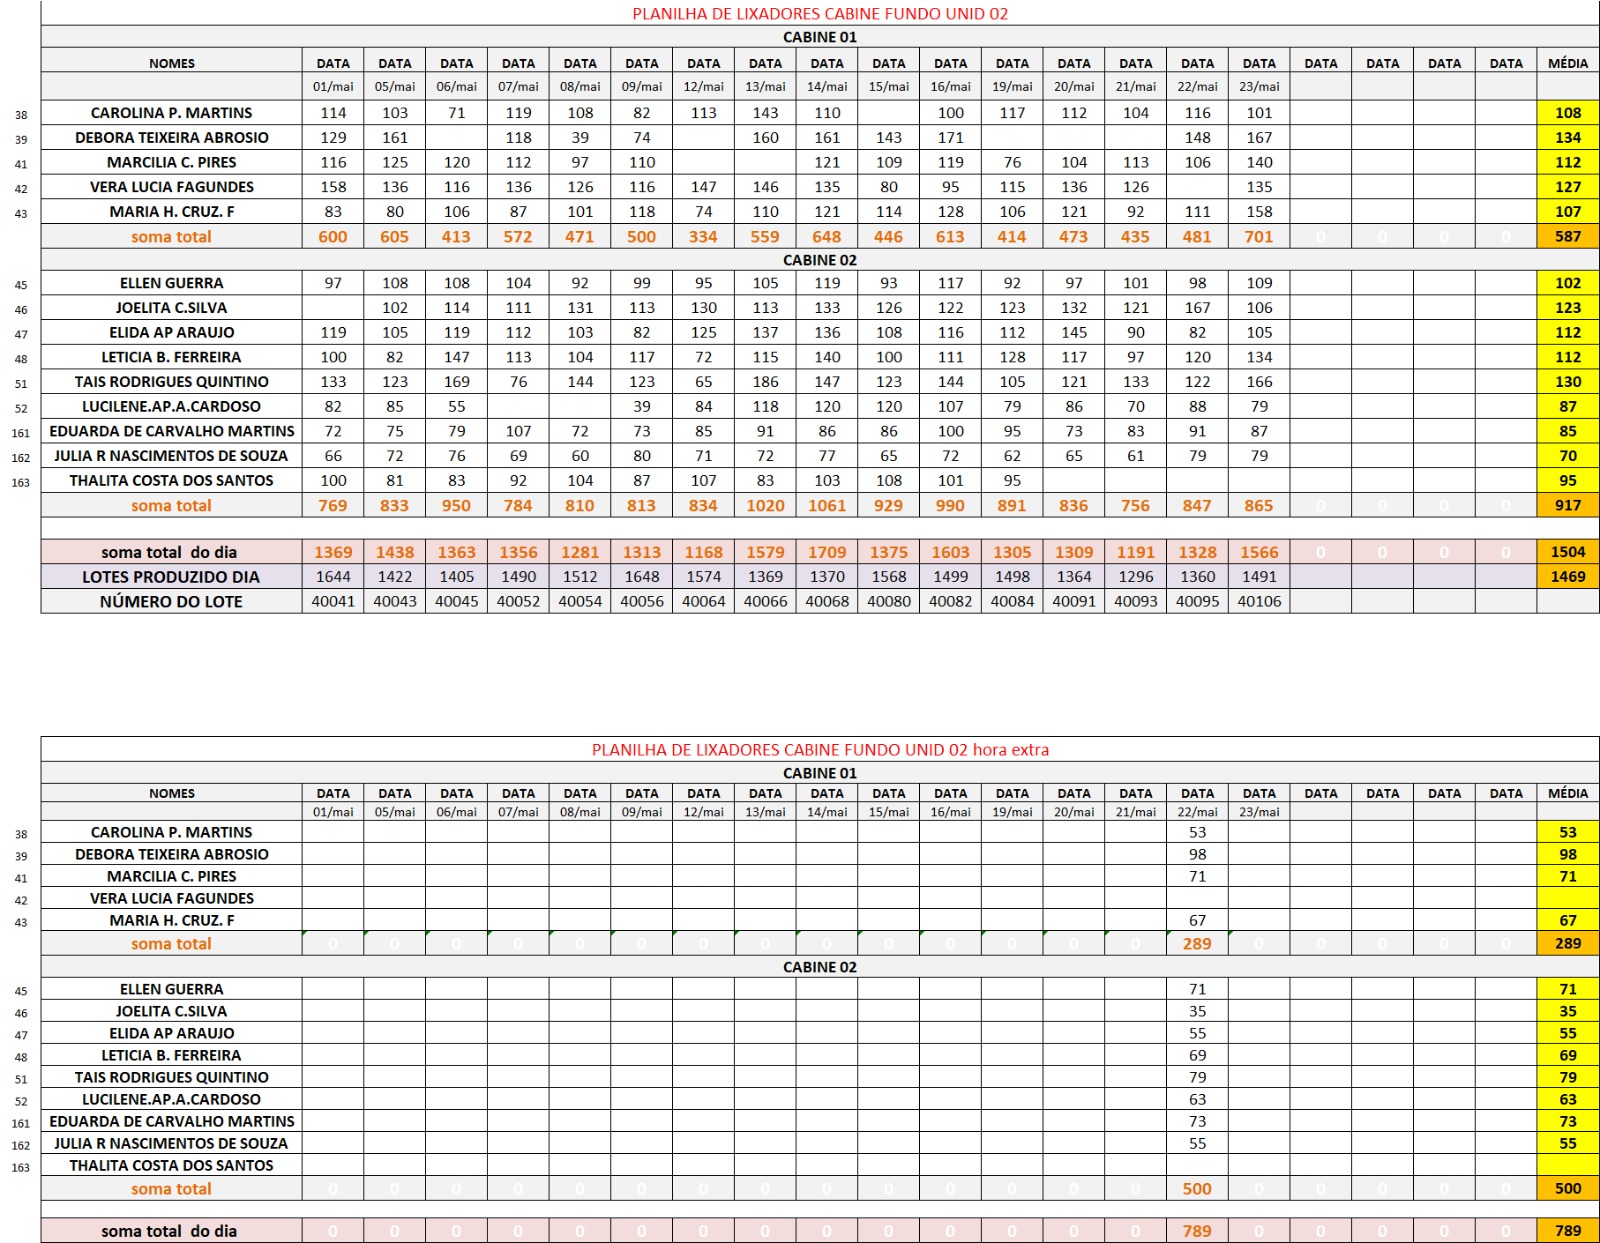 PLANILHA DE LIXADORES CABINE FUNDO UNID 02
CABINE 01
NOMES DATA DATA DATA DATA DATA DATA DATA DATA DATA DATA DATA DATA DATA DATA DATA DATA DATA DATA DATA DATA MÉDIA
01/mai 05/mai 06/mai 07/mai 08/mai 09/mai 12/mai 13/mai 14/mai 15/mai 16/mai 19/mai 20/mai 21/mai 22/mai 23/mai
38 CAROLINA P. MARTINS 114 103 71 119 108 82 113 143 110 100 117 112 104 116 101 108
39 DEBORA TEIXEIRA ABROSIO 129 161 118 39 74 160 161 143 171 148 167 134
41 MARCILIA C. PIRES 116 125 120 112 97 110 121 109 119 76 104 113 106 140 112
42 VERA LUCIA FAGUNDES 158 136 116 136 126 116 147 146 135 80 95 115 136 126 135 127
43 MARIA H. CRUZ. F 83 80 106 87 101 118 74 110 121 114 128 106 121 92 111 158 107
soma total 600 605 413 572 471 500 334 559 648 446 613 414 473 435 481 701 0 0 0 0 587
CABINE 02
45 ELLEN GUERRA 97 108 108 104 92 99 95 105 119 93 117 92 97 101 98 109 102
46 JOELITA C.SILVA 102 114 111 131 113 130 113 133 126 122 123 132 121 167 106 123
47 ELIDA AP ARAUJO 119 105 119 112 103 82 125 137 136 108 116 112 145 90 82 105 112
48 LETICIA B. FERREIRA 100 82 147 113 104 117 72 115 140 100 111 128 117 97 120 134 112
51 TAIS RODRIGUES QUINTINO 133 123 169 76 144 123 65 186 147 123 144 105 121 133 122 166 130
52 LUCILENE.AP.A.CARDOSO 82 85 55 39 84 118 120 120 107 79 86 70 88 79 87
161 EDUARDA DE CARVALHO MARTINS 72 75 79 107 72 73 85 91 86 86 100 95 73 83 91 87 85
162 JULIA R NASCIMENTOS DE SOUZA 66 72 76 69 60 80 71 72 77 65 72 62 65 61 79 79 70
163 THALITA COSTA DOS SANTOS 100 81 83 92 104 87 107 83 103 108 101 95 95
soma total 769 833 950 784 810 813 834 1020 1061 929 990 891 836 756 847 865 0 0 0 0 917
soma total do dia 1369 1438 1363 1356 1281 1313 1168 1579 1709 1375 1603 1305 1309 1191 1328 1566 0 0 0 0 1504
LOTES PRODUZIDO DIA 1644 1422 1405 1490 1512 1648 1574 1369 1370 1568 1499 1498 1364 1296 1360 1491 1469
NÚMERO DO LOTE 40041 40043 40045 40052 40054 40056 40064 40066 40068 40080 40082 40084 40091 40093 40095 40106
PLANILHA DE LIXADORES CABINE FUNDO UNID 02 hora extra
CABINE 01
NOMES DATA DATA DATA DATA DATA DATA DATA DATA DATA DATA DATA DATA DATA DATA DATA DATA DATA DATA DATA DATA MÉDIA
01/mai 05/mai 06/mai 07/mai 08/mai 09/mai 12/mai 13/mai 14/mai 15/mai 16/mai 19/mai 20/mai 21/mai 22/mai 23/mai
38 CAROLINA P. MARTINS 53 53
39 DEBORA TEIXEIRA ABROSIO 98 98
41 MARCILIA C. PIRES 71 71
42 VERA LUCIA FAGUNDES
43 MARIA H. CRUZ. F 67 67
soma total 0 0 0 0 0 0 0 0 0 0 0 0 0 0 289 0 0 0 0 0 289
CABINE 02
45 ELLEN GUERRA 71 71
46 JOELITA C.SILVA 35 35
47 ELIDA AP ARAUJO 55 55
48 LETICIA B. FERREIRA 69 69
51 TAIS RODRIGUES QUINTINO 79 79
52 LUCILENE.AP.A.CARDOSO 63 63
161 EDUARDA DE CARVALHO MARTINS 73 73
162 JULIA R NASCIMENTOS DE SOUZA 55 55
163 THALITA COSTA DOS SANTOS
soma total 0 0 0 0 0 0 0 0 0 0 0 0 0 0 500 0 0 0 0 0 500
soma total do dia 0 0 0 0 0 0 0 0 0 0 0 0 0 0 789 0 0 0 0 0 789